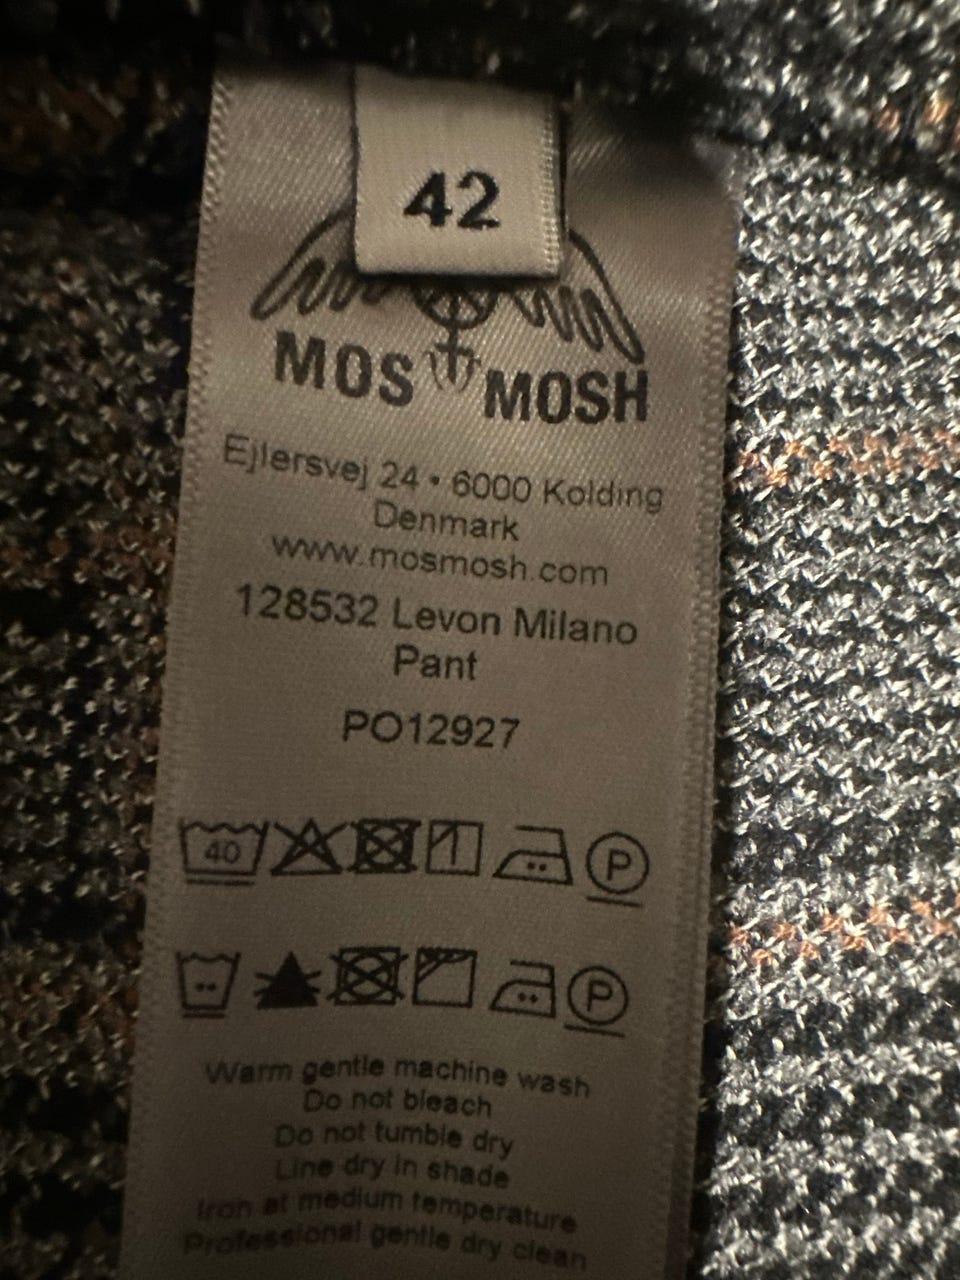 42
MOS MOSH
Ejlersvej 24 • 6000 Kolding
Denmark
www.mosmosh.com
128532 Levon Milano
Pant
PO12927
40 P
P
Warm gentle machine wash
Do not bleach
Do not tumble dry
Line dry in shade
Iron at medium temperature
Professional gentle dry clean